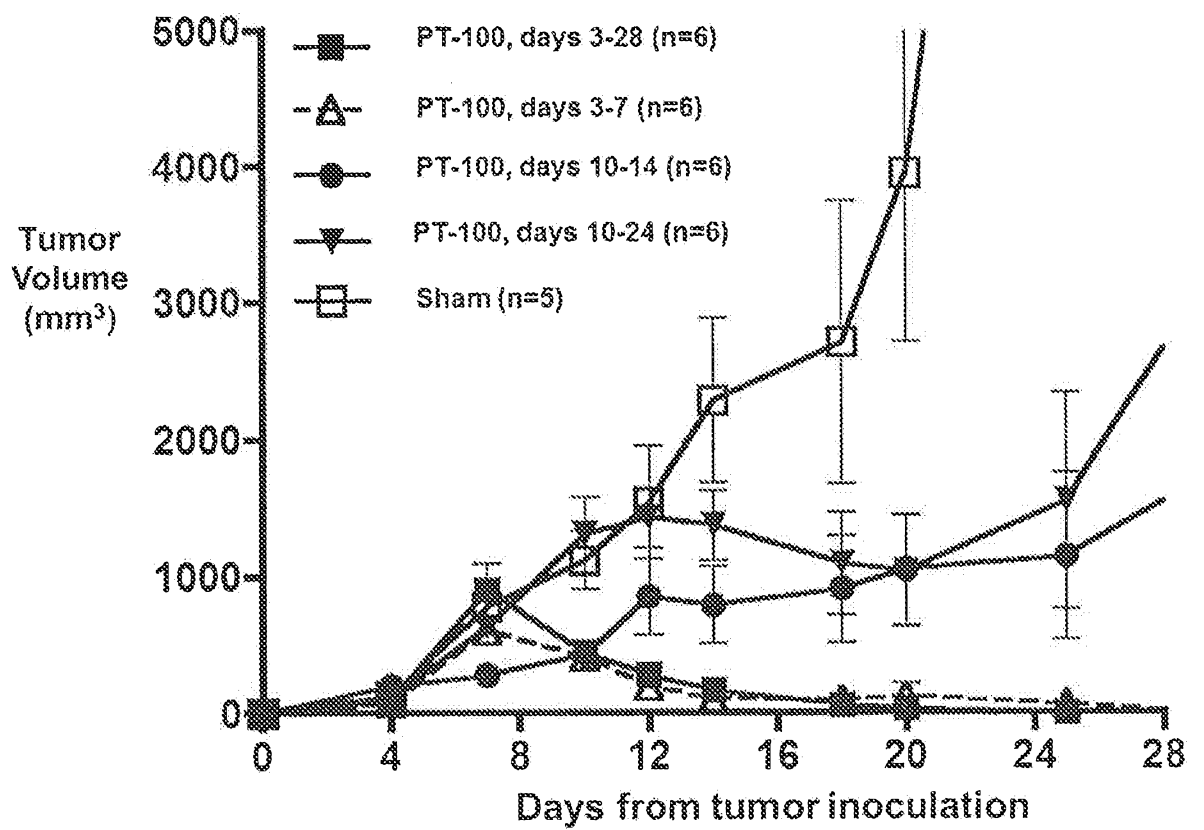 5000
4000
3000
2000
1000
0
Tumor
Volume
(mm³)
PT-100, days 3-28 (n=6)
PT-100, days 3-7 (n=6)
PT-100, days 10-14 (n=6)
PT-100, days 10-24 (n=6)
Sham (n=5)
0 4 8 12 16 20 24 28
Days from tumor inoculation